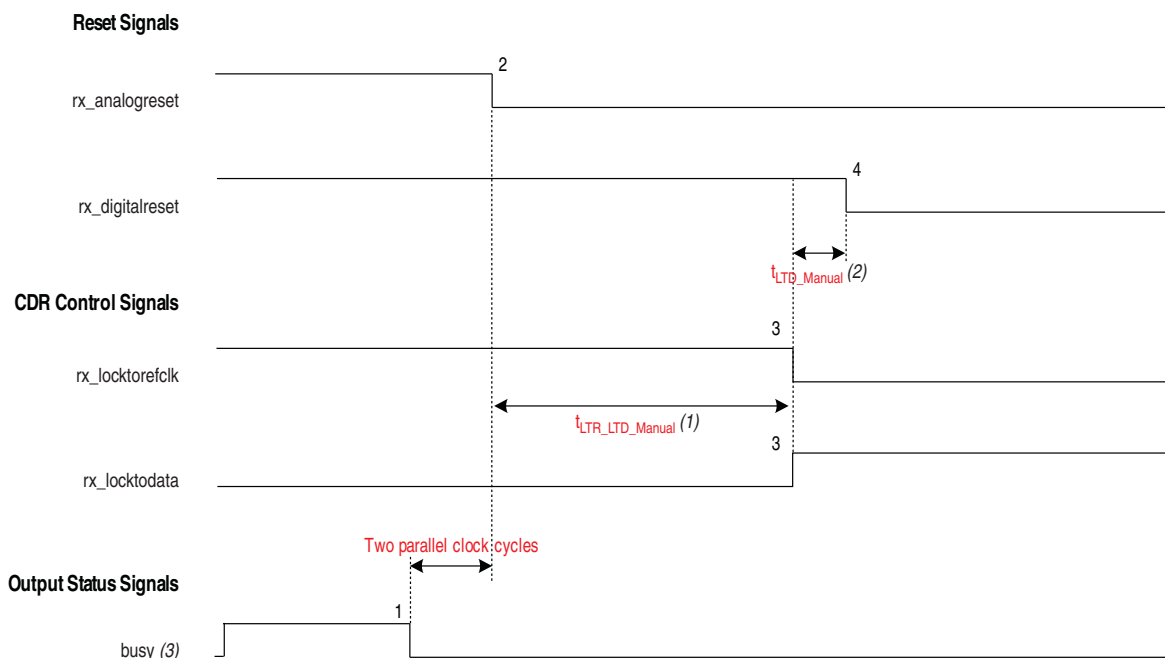 Reset Signals
2
rx_analogreset
4
rx_digitalreset
tLTD_Manual (2)
CDR Control Signals
3
rx_locktorefclk
tLTR_LTD_Manual (1)
3
rx_locktodata
Two parallel clock cycles
Output Status Signals
1
busy (3)